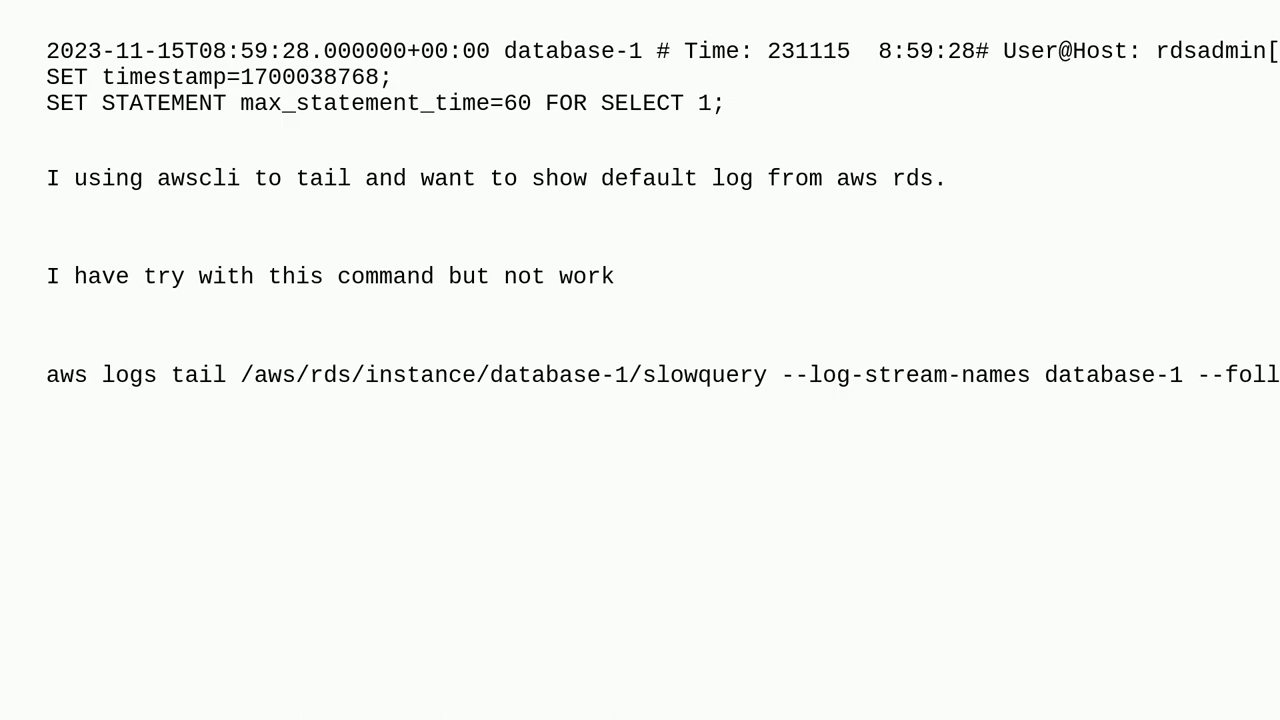 2023-11-15T08:59:28.000000+00:00 database-1 # Time: 231115  8:59:28# User@Host: rdsadmin[
SET timestamp=1700038768;
SET STATEMENT max_statement_time=60 FOR SELECT 1;
I using awscli to tail and want to show default log from aws rds.
I have try with this command but not work
aws logs tail /aws/rds/instance/database-1/slowquery --log-stream-names database-1 --foll